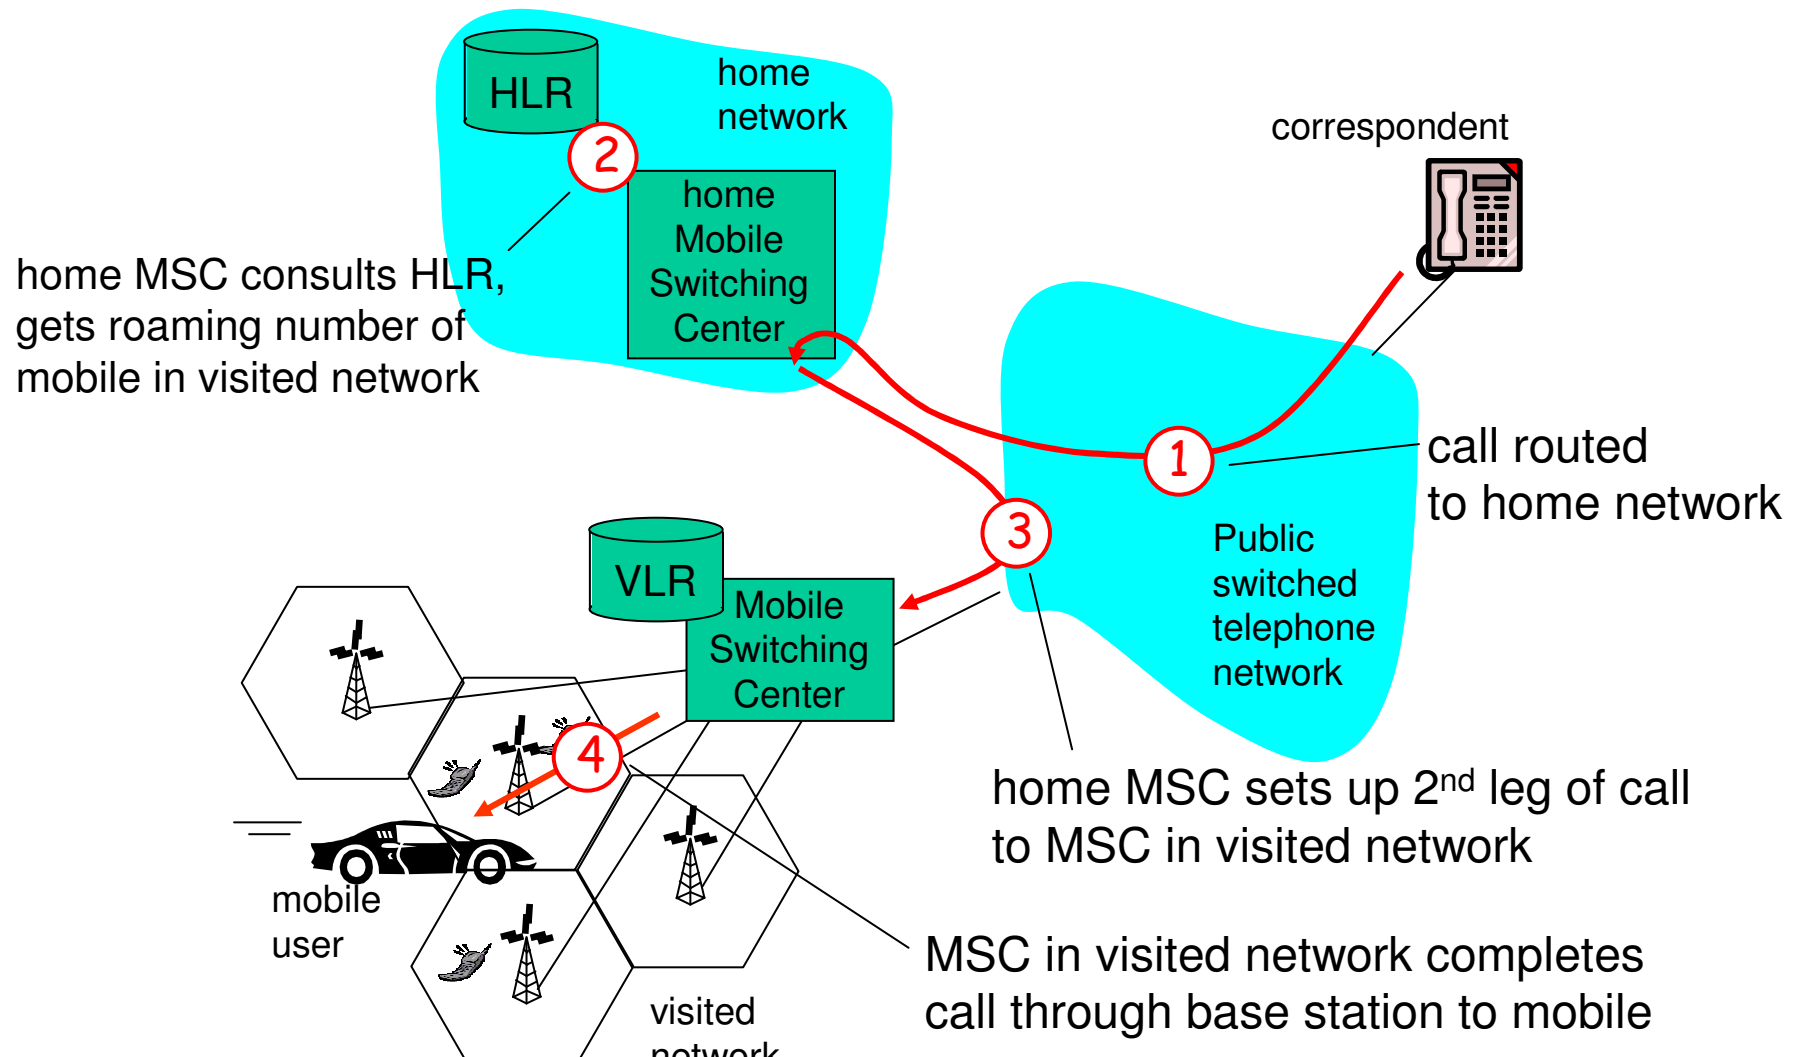 HLR
home
network
2
home
Mobile
Switching
Center
correspondent
home MSC consults HLR,
gets roaming number of
mobile in visited network
1
call routed
to home network
3
Public
switched
telephone
network
VLR
Mobile
Switching
Center
4
home MSC sets up 2nd leg of call
to MSC in visited network
mobile
user
MSC in visited network completes
call through base station to mobile
visited
network